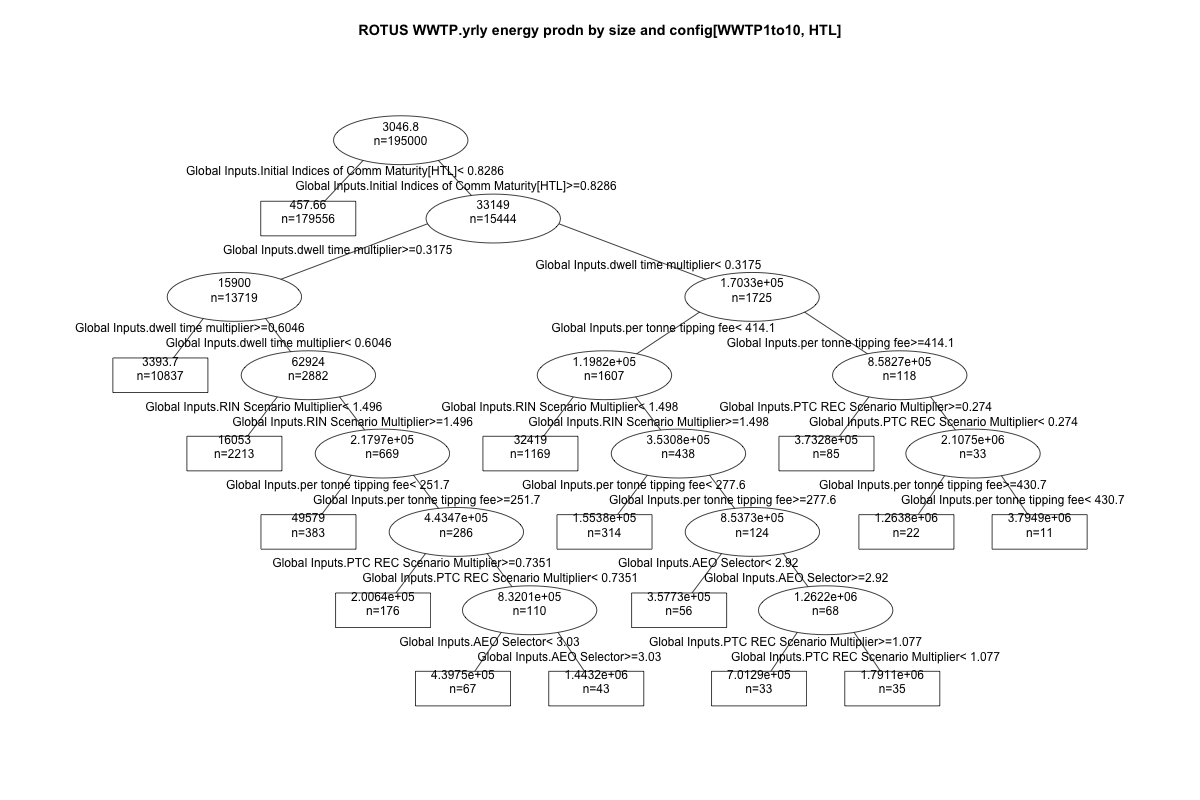 ROTUS WWTP.yrly energy prodn by size and config[WWTP1to10, HTL]
3046.8
n=195000
Global Inputs.Initial Indices of Comm Maturity[HTL]< 0.8286
Global Inputs.Initial Indices of Comm Maturity[HTL]>=0.8286
457.66
n=179556
33149
n=15444
Global Inputs.dwell time multiplier>=0.3175
Global Inputs.dwell time multiplier< 0.3175
15900
n=13719
1.7033e+05
n=1725
Global Inputs.dwell time multiplier>=0.6046
Global Inputs.dwell time multiplier< 0.6046
Global Inputs.per tonne tipping fee< 414.1
Global Inputs.per tonne tipping fee>=414.1
3393.7
n=10837
62924
n=2882
1.1982e+05
n=1607
8.5827e+05
n=118
Global Inputs.RIN Scenario Multiplier< 1.496
Global Inputs.RIN Scenario Multiplier>=1.496
Global Inputs.RIN Scenario Multiplier< 1.498
Global Inputs.RIN Scenario Multiplier>=1.498
Global Inputs.PTC REC Scenario Multiplier>=0.274
Global Inputs.PTC REC Scenario Multiplier< 0.274
16053
n=2213
2.1797e+05
n=669
32419
n=1169
3.5308e+05
n=438
3.7328e+05
n=85
2.1075e+06
n=33
Global Inputs.per tonne tipping fee< 251.7
Global Inputs.per tonne tipping fee>=251.7
Global Inputs.per tonne tipping fee< 277.6
Global Inputs.per tonne tipping fee>=277.6
Global Inputs.per tonne tipping fee>=430.7
Global Inputs.per tonne tipping fee< 430.7
49579
n=383
4.4347e+05
n=286
1.5538e+05
n=314
8.5373e+05
n=124
1.2638e+06
n=22
3.7949e+06
n=11
Global Inputs.PTC REC Scenario Multiplier>=0.7351
Global Inputs.PTC REC Scenario Multiplier< 0.7351
Global Inputs.AEO Selector< 2.92
Global Inputs.AEO Selector>=2.92
2.0064e+05
n=176
8.3201e+05
n=110
3.5773e+05
n=56
1.2622e+06
n=68
Global Inputs.AEO Selector< 3.03
Global Inputs.AEO Selector>=3.03
Global Inputs.PTC REC Scenario Multiplier>=1.077
Global Inputs.PTC REC Scenario Multiplier< 1.077
4.3975e+05
n=67
1.4432e+06
n=43
7.0129e+05
n=33
1.7911e+06
n=35